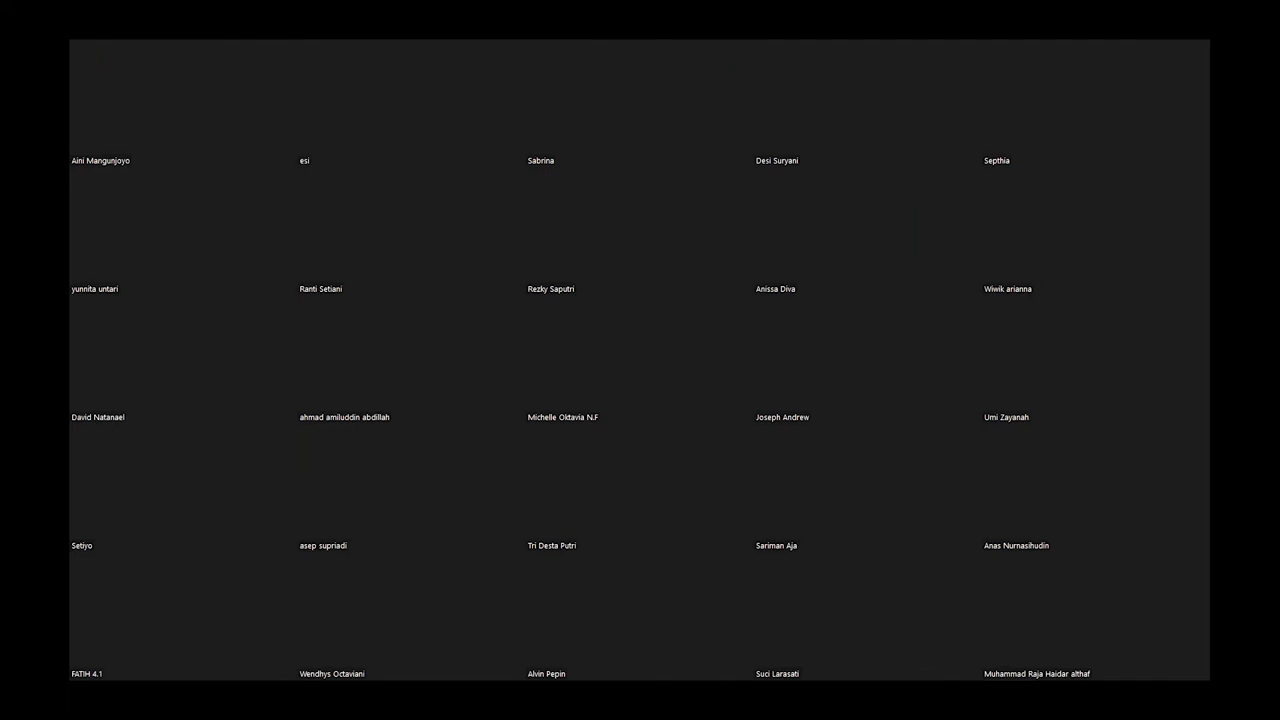 Aini Mangunjoyo
esi
Sabrina
Desi Suryani
Septhia
yunnita untari
Ranti Setiani
Rezky Saputri
Anissa Diva
Wiwik arianna
David Natanael
ahmad amiluddin abdillah
Michelle Oktavia N.F
Joseph Andrew
Umi Zayanah
Setiyo
asep supriadi
Tri Desta Putri
Sariman Aja
Anas Nurnasihudin
FATIH 4.1
Wendhys Octaviani
Alvin Pepin
Suci Larasati
Muhammad Raja Haidar althaf